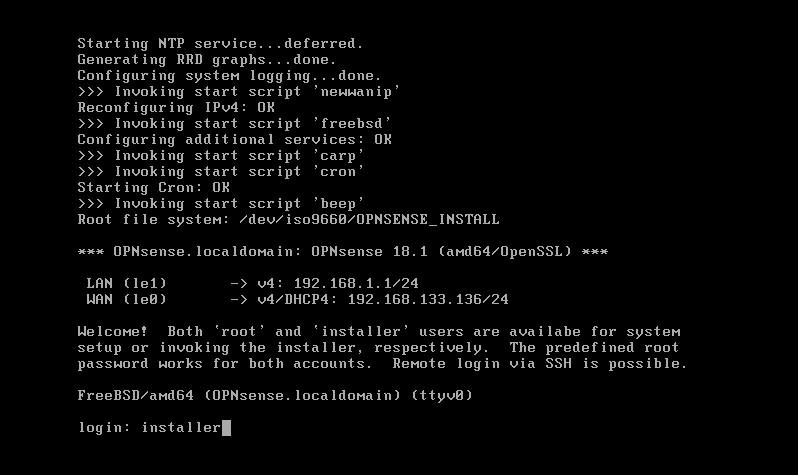 Starting NTP service...deferred.
Generating RRD graphs...done.
Configuring system logging...done.
>>> Invoking start script 'newwanip'
Reconfiguring IPv4: OK
>>> Invoking start script 'freebsd'
Configuring additional services: OK
>>> Invoking start script 'carp'
>>> Invoking start script 'cron'
Starting Cron: OK
>>> Invoking start script 'beep'
Root file system: /dev/iso9660/OPNSENSE_INSTALL
*** OPNsense.localdomain: OPNsense 18.1 (amd64/OpenSSL) ***
LAN (le1)       -> v4: 192.168.1.1/24
WAN (le0)       -> v4/DHCP4: 192.168.133.136/24
Welcome!  Both `root' and `installer' users are availabe for system
setup or invoking the installer, respectively.  The predefined root
password works for both accounts.  Remote login via SSH is possible.
FreeBSD/amd64 (OPNsense.localdomain) (ttyv0)
login: installer